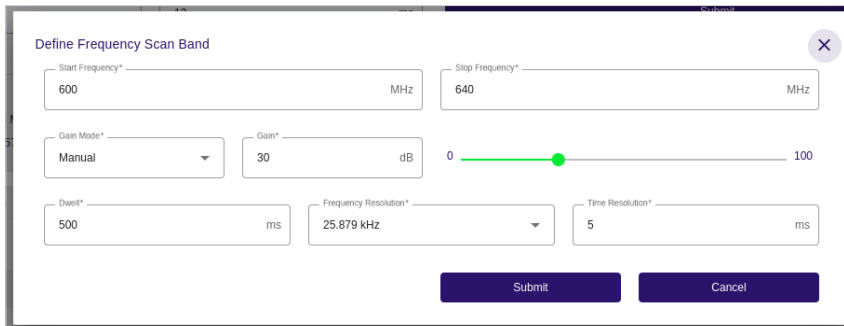 Define Frequency Scan Band
Start Frequency*
600 MHz
Stop Frequency*
640 MHz
Gain Mode*
Manual
Gain*
30 dB
0 100
Dwell*
500 ms
Frequency Resolution*
25.879 kHz
Time Resolution*
5 ms
Submit Cancel